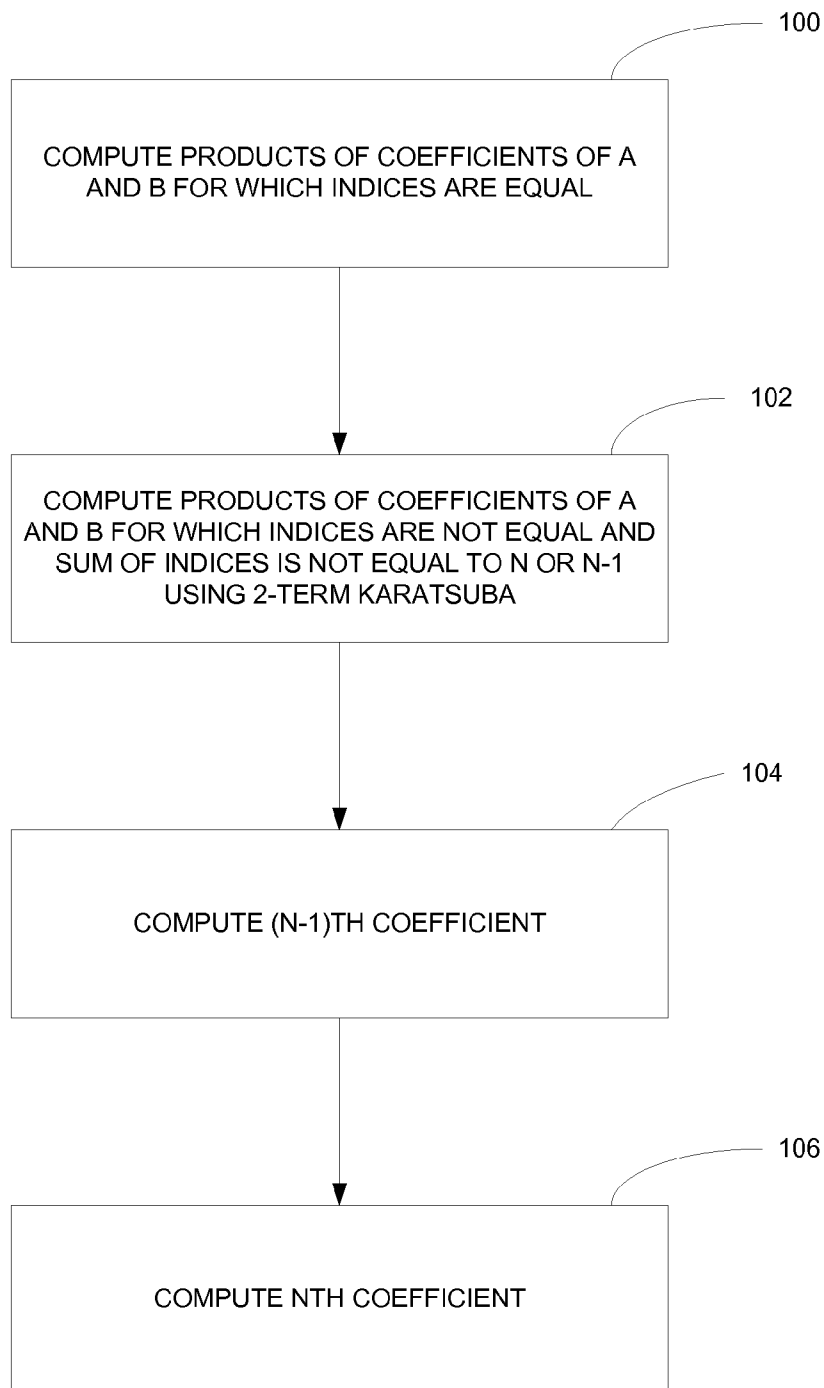 100
COMPUTE PRODUCTS OF COEFFICIENTS OF A
AND B FOR WHICH INDICES ARE EQUAL
102
COMPUTE PRODUCTS OF COEFFICIENTS OF A
AND B FOR WHICH INDICES ARE NOT EQUAL AND
SUM OF INDICES IS NOT EQUAL TO N OR N-1
USING 2-TERM KARATSUBA
104
COMPUTE (N-1)TH COEFFICIENT
106
COMPUTE NTH COEFFICIENT